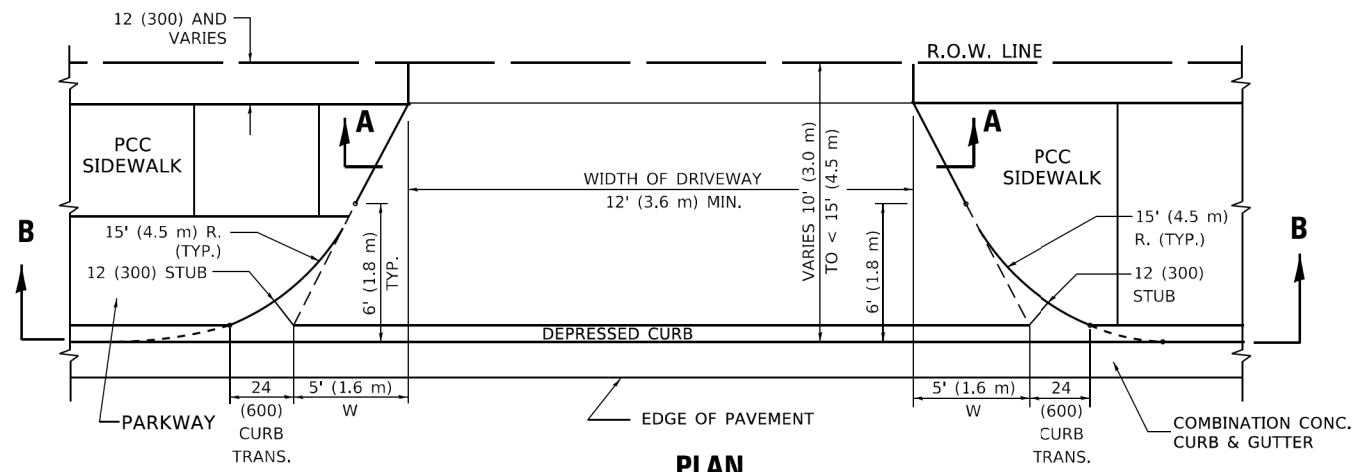 12 (300) AND
VARIES
R.O.W. LINE
A
A
PCC
SIDEWALK
WIDTH OF DRIVEWAY
12' (3.6 m) MIN.
VARIES 10' (3.0 m)
TO < 15' (4.5 m)
PCC
SIDEWALK
B
15' (4.5 m) R.
(TYP.)
12 (300) STUB
6' (1.8 m)
TYP.
6' (1.8 m)
15' (4.5 m)
R. (TYP.)
12 (300)
STUB
B
DEPRESSED CURB
PARKWAY
24
(600)
CURB
TRANS.
5' (1.6 m)
W
EDGE OF PAVEMENT
5' (1.6 m)
W
24
(600)
CURB
TRANS.
COMBINATION CONC.
CURB & GUTTER
PLAN